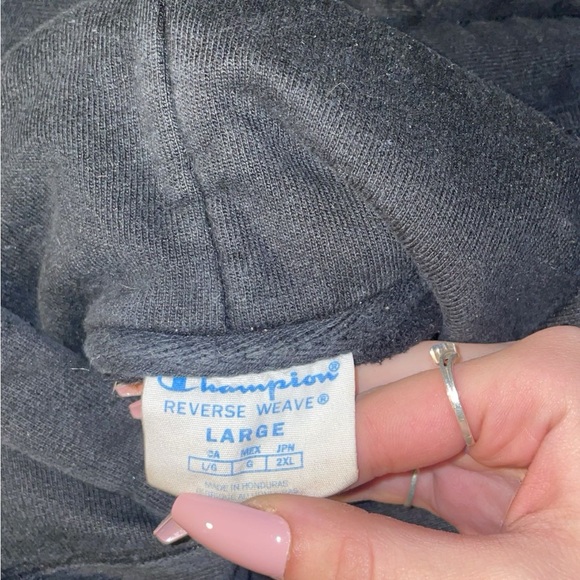 Champion®
REVERSE WEAVE®
LARGE
CA MEX JPN
L/G G 2XL
MADE IN HONDURAS